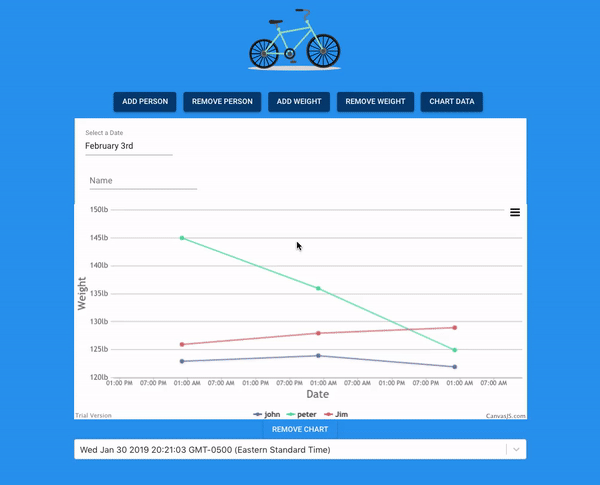 ADD PERSON REMOVE PERSON ADD WEIGHT REMOVE WEIGHT CHART DATA
Select a Date
February 3rd
Name
150lb
145lb
140lb
135lb
130lb
125lb
120lb
Weight
01:00 PM 07:00 PM 01:00 AM 07:00 AM 01:00 PM 07:00 PM 01:00 AM 07:00 AM 01:00 PM 07:00 PM 01:00 AM 07:00 AM
Date
john peter Jim
Trial Version CanvasJS.com
REMOVE CHART
Wed Jan 30 2019 20:21:03 GMT-0500 (Eastern Standard Time)